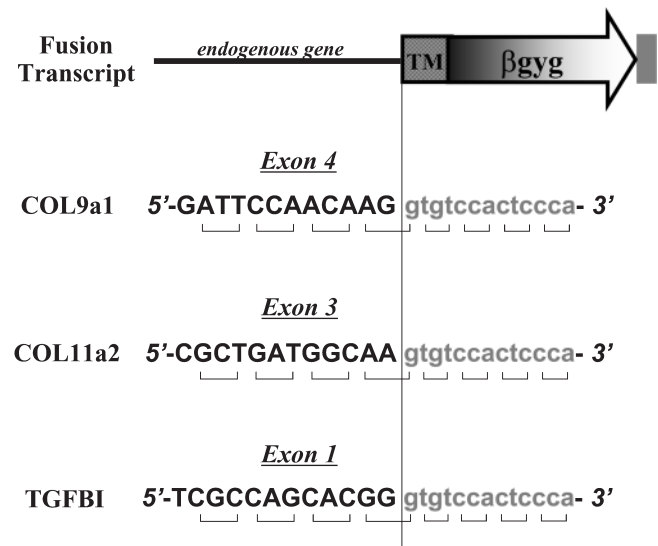 Fusion
Transcript
endogenous gene
TM
βgyg
Exon 4
COL9a1 5'-GATTCCAACAAG gtgtccactccca- 3'
Exon 3
COL11a2 5'-CGCTGATGGCAA gtgtccactccca- 3'
Exon 1
TGFBI 5'-TCGCCAGCACGG gtgtccactccca- 3'